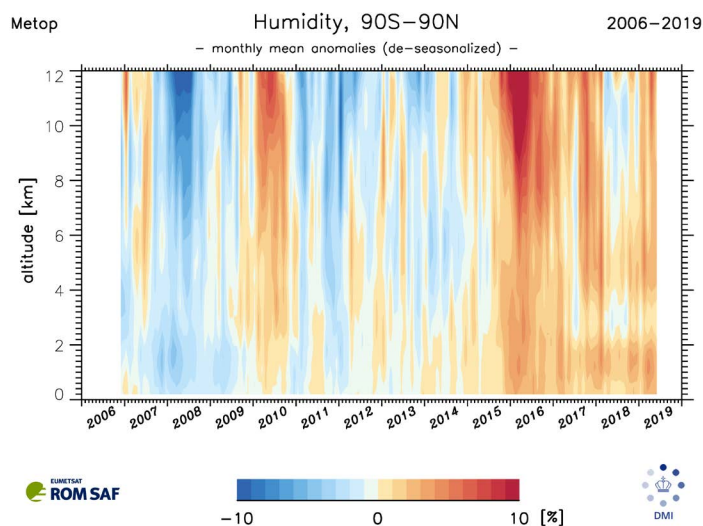 Metop
Humidity, 90S–90N
2006–2019
– monthly mean anomalies (de–seasonalized) –
altitude [km]
12
10
8
6
4
2
0
2006 2007 2008 2009 2010 2011 2012 2013 2014 2015 2016 2017 2018 2019
EUMETSAT
ROM SAF
–10 0 10 [%]
DMI